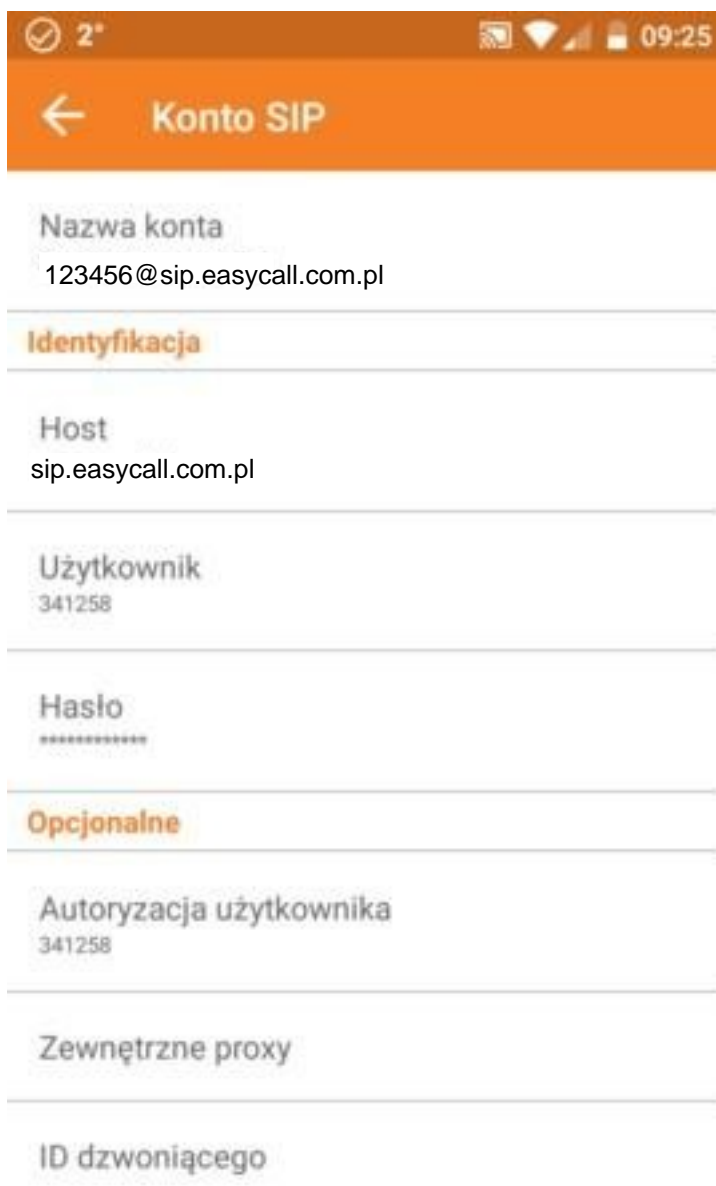 2°
09:25
Konto SIP
Nazwa konta
123456@sip.easycall.com.pl
Identyfikacja
Host
sip.easycall.com.pl
Użytkownik
341258
Hasło
************
Opcjonalne
Autoryzacja użytkownika
341258
Zewnętrzne proxy
ID dzwoniącego